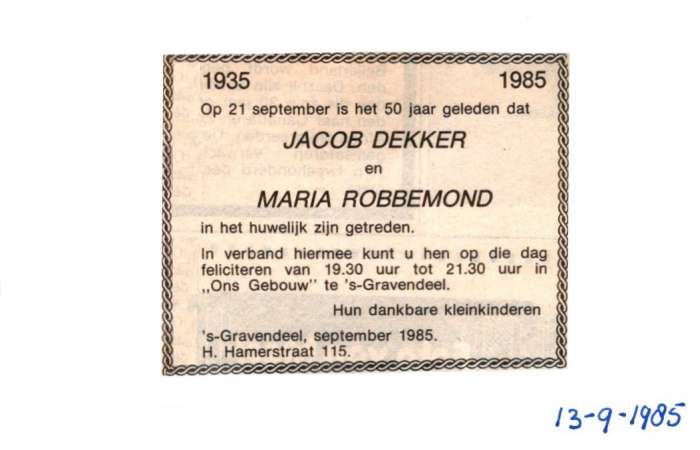 1935 1985
Op 21 september is het 50 jaar geleden dat
JACOB DEKKER
en
MARIA ROBBEMOND
in het huwelijk zijn getreden.
In verband hiermee kunt u hen op die dag
feliciteren van 19.30 uur tot 21.30 uur in
„Ons Gebouw" te 's-Gravendeel.
Hun dankbare kleinkinderen
's-Gravendeel, september 1985.
H. Hamerstraat 115.
13-9-1985